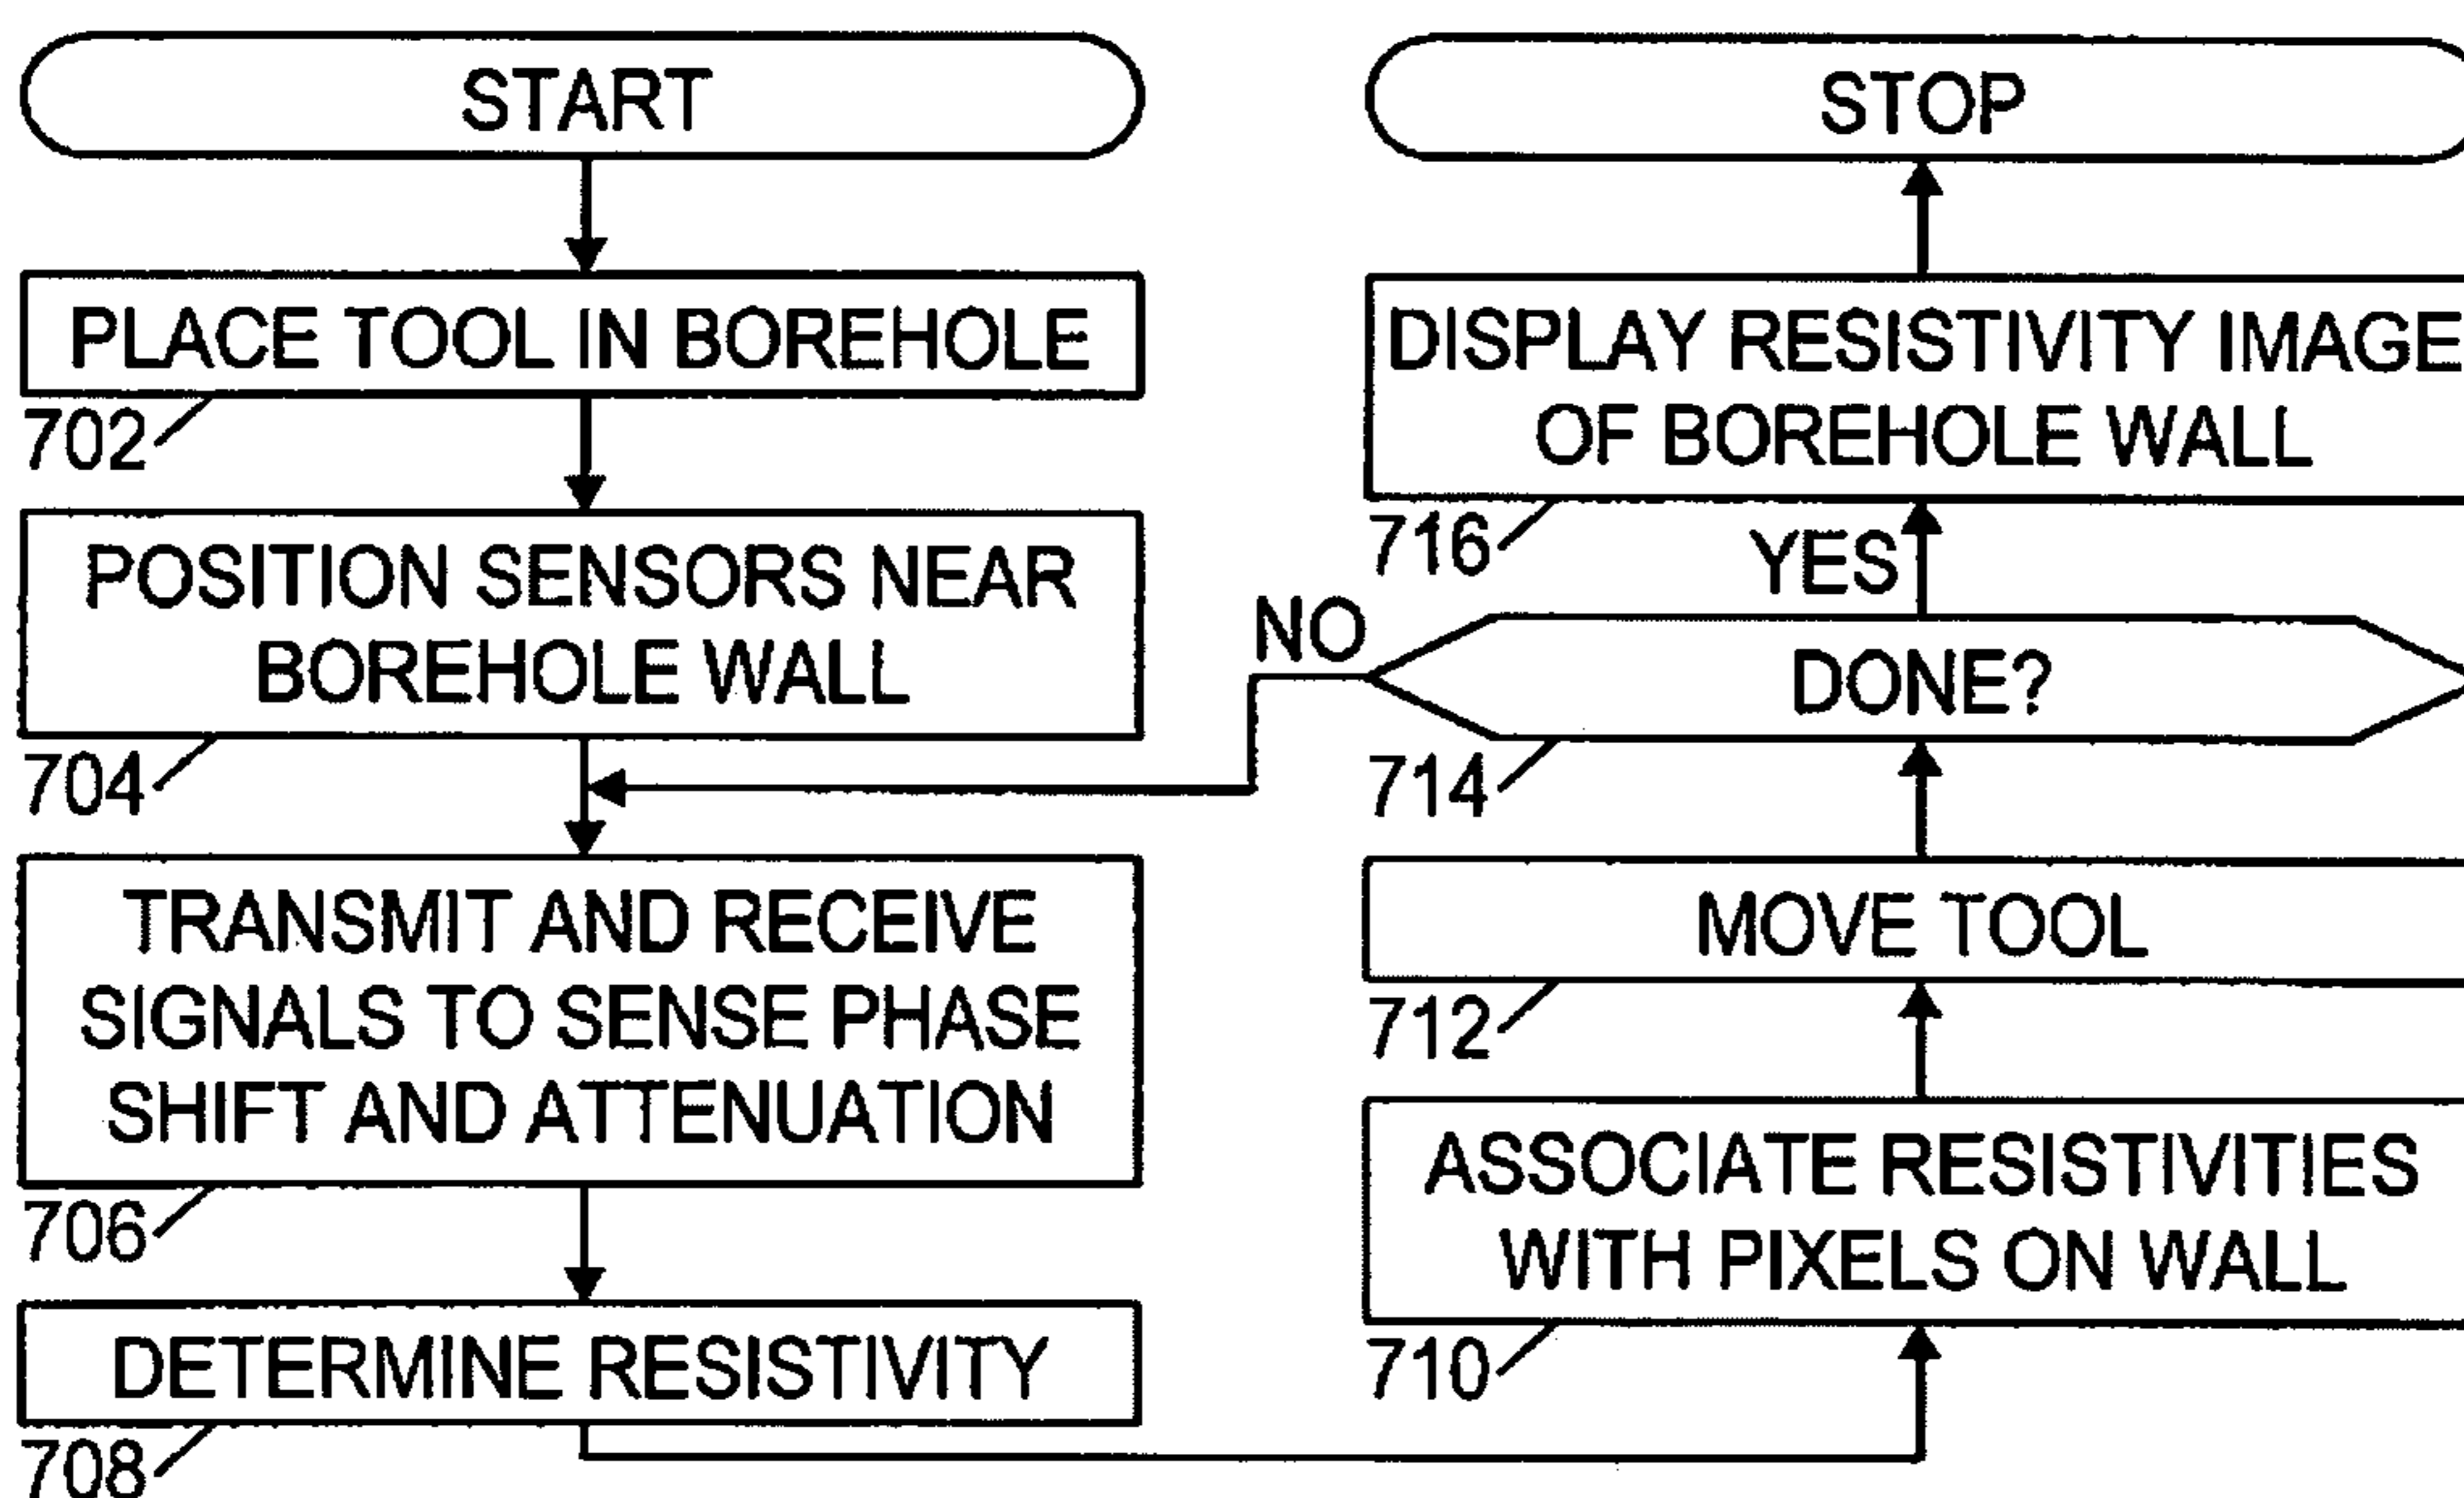 START
PLACE TOOL IN BOREHOLE
702
POSITION SENSORS NEAR
BOREHOLE WALL
704
TRANSMIT AND RECEIVE
SIGNALS TO SENSE PHASE
SHIFT AND ATTENUATION
706
DETERMINE RESISTIVITY
708
STOP
DISPLAY RESISTIVITY IMAGE
OF BOREHOLE WALL
716
YES
NO
DONE?
714
MOVE TOOL
712
ASSOCIATE RESISTIVITIES
WITH PIXELS ON WALL
710